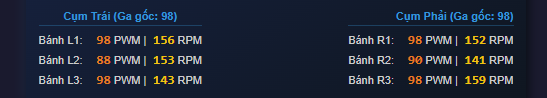 Cụm Trái (Ga gốc: 98)
Bánh L1: 98 PWM | 156 RPM
Bánh L2: 88 PWM | 153 RPM
Bánh L3: 98 PWM | 143 RPM
Cụm Phải (Ga gốc: 98)
Bánh R1: 98 PWM | 152 RPM
Bánh R2: 90 PWM | 141 RPM
Bánh R3: 98 PWM | 159 RPM